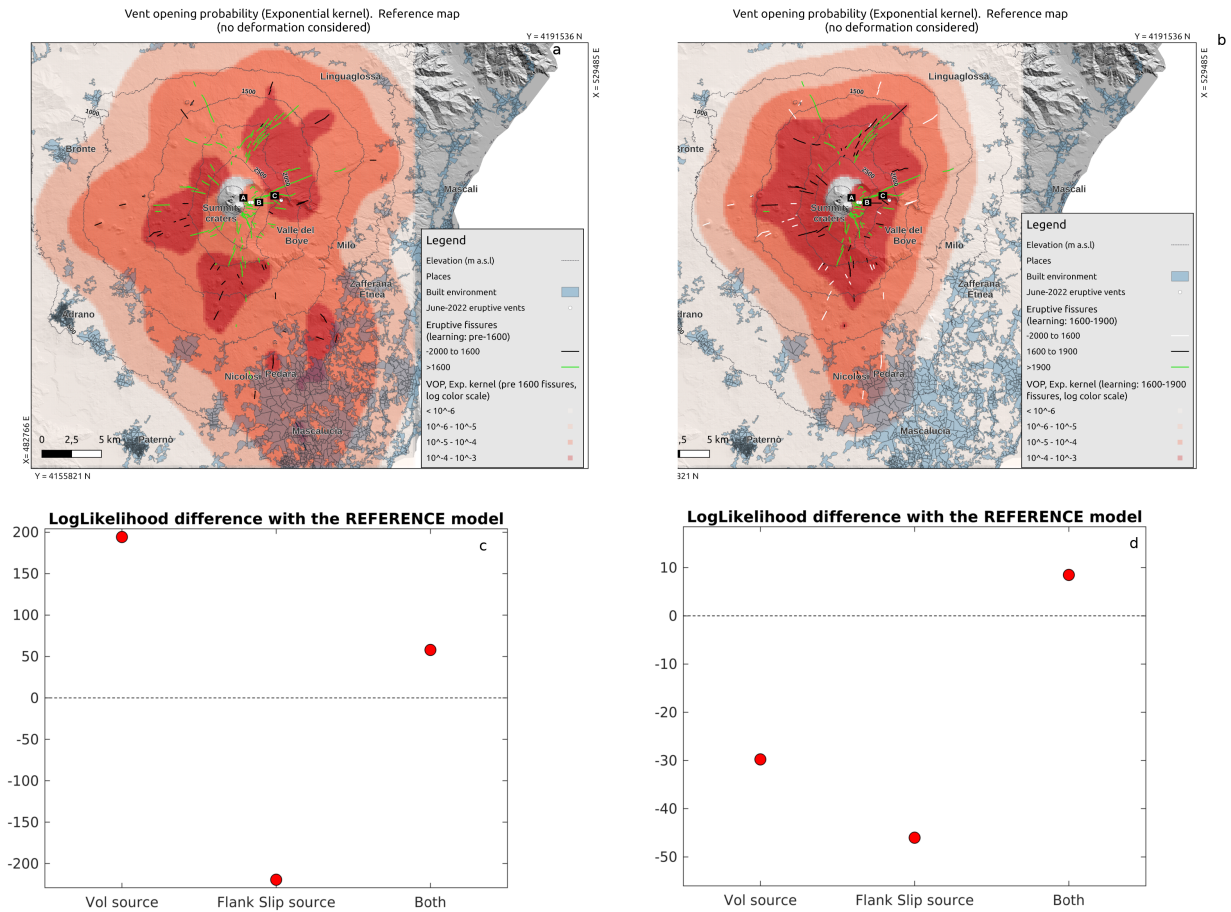 Vent opening probability (Exponential kernel). Reference map
(no deformation considered)
Y = 4191536 N
a
X = 529485 E
Linguaglossa
1500
1000
Bronte
2500
Mascali
A
B
C
Summit
craters
Valle del
Bove
Milo
Zafferana
Etnea
Adrano
Nicolosi
Pedara
Mascalucia
Paternò
0 2,5 5 km
X = 482766 E
Y = 4155821 N
Legend
Elevation (m a.s.l)
Places
Built environment
June-2022 eruptive vents
Eruptive fissures
(learning: pre-1600)
-2000 to 1600
>1600
VOP, Exp. kernel (pre 1600 fissures,
log color scale)
< 10^-6
10^-6 - 10^-5
10^-5 - 10^-4
10^-4 - 10^-3
Vent opening probability (Exponential kernel). Reference map
(no deformation considered)
Y = 4191536 N
b
X = 529485 E
Linguaglossa
1500
1000
2500
Mascali
A
B
C
Summit
craters
Valle del
Bove
Milo
Zafferana
Etnea
drano
Nicolosi
Pedara
Mascalucia
Paternò
,5 5 km
321 N
Legend
Elevation (m a.s.l)
Places
Built environment
June-2022 eruptive vents
Eruptive fissures
(learning: 1600-1900)
-2000 to 1600
1600 to 1900
>1900
VOP, Exp. kernel (learning: 1600-1900
fissures, log color scale)
< 10^-6
10^-6 - 10^-5
10^-5 - 10^-4
10^-4 - 10^-3
LogLikelihood difference with the REFERENCE model
c
200
150
100
50
0
-50
-100
-150
-200
Vol source
Flank Slip source
Both
LogLikelihood difference with the REFERENCE model
d
10
0
-10
-20
-30
-40
-50
Vol source
Flank Slip source
Both